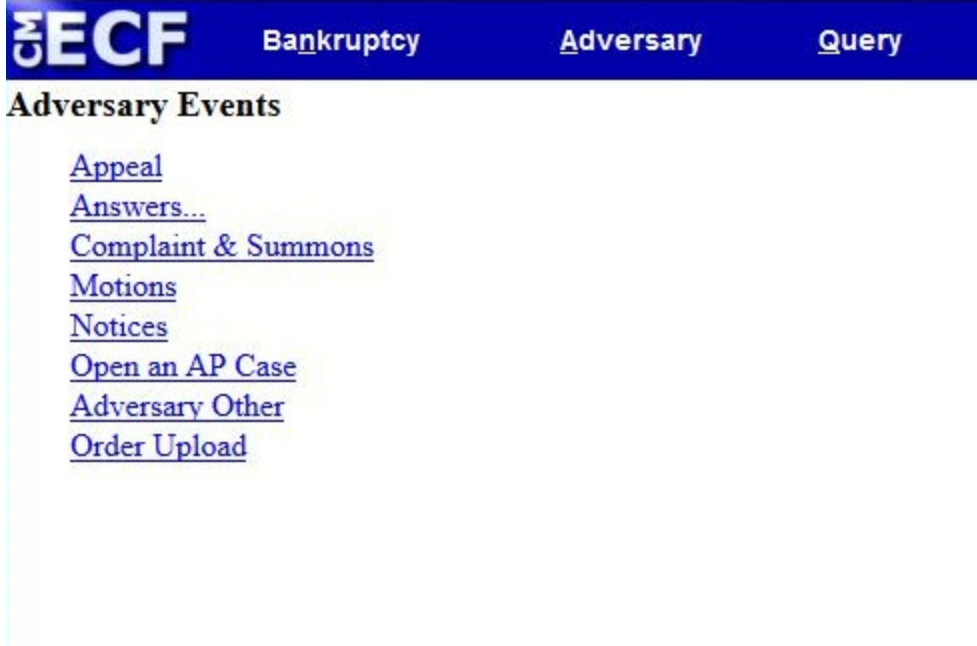 CM ECF Bankruptcy Adversary Query
Adversary Events
Appeal
Answers...
Complaint & Summons
Motions
Notices
Open an AP Case
Adversary Other
Order Upload